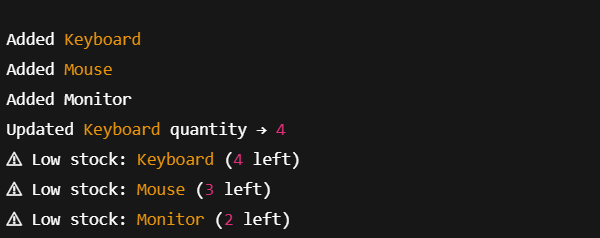 Added Keyboard
Added Mouse
Added Monitor
Updated Keyboard quantity → 4
⚠ Low stock: Keyboard (4 left)
⚠ Low stock: Mouse (3 left)
⚠ Low stock: Monitor (2 left)